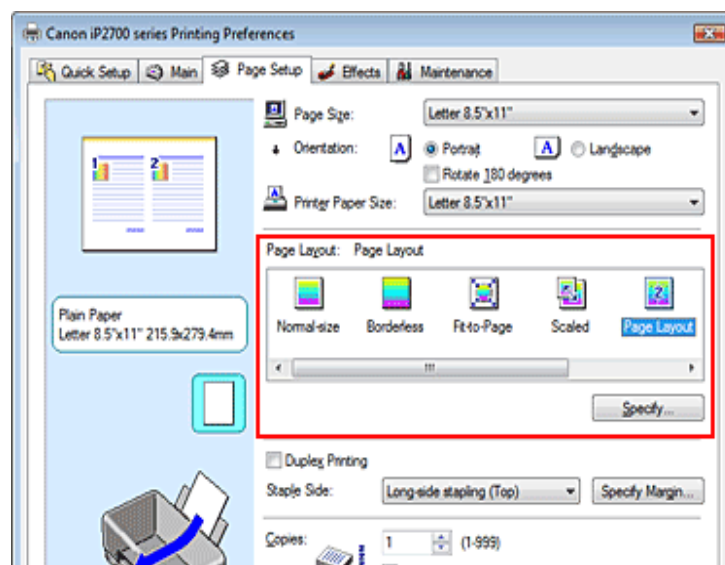 Canon iP2700 series Printing Preferences
Quick Setup Main Page Setup Effects Maintenance
Page Size: Letter 8.5"x11"
Orientation: A Portrait A Landscape
Rotate 180 degrees
Printer Paper Size: Letter 8.5"x11"
1 2
Page Layout: Page Layout
Normal-size Borderless Fit-to-Page Scaled Page Layout
Plain Paper
Letter 8.5"x11" 215.9x279.4mm
Specify...
Duplex Printing
Staple Side: Long-side stapling (Top) Specify Margin...
Copies: 1 (1-999)